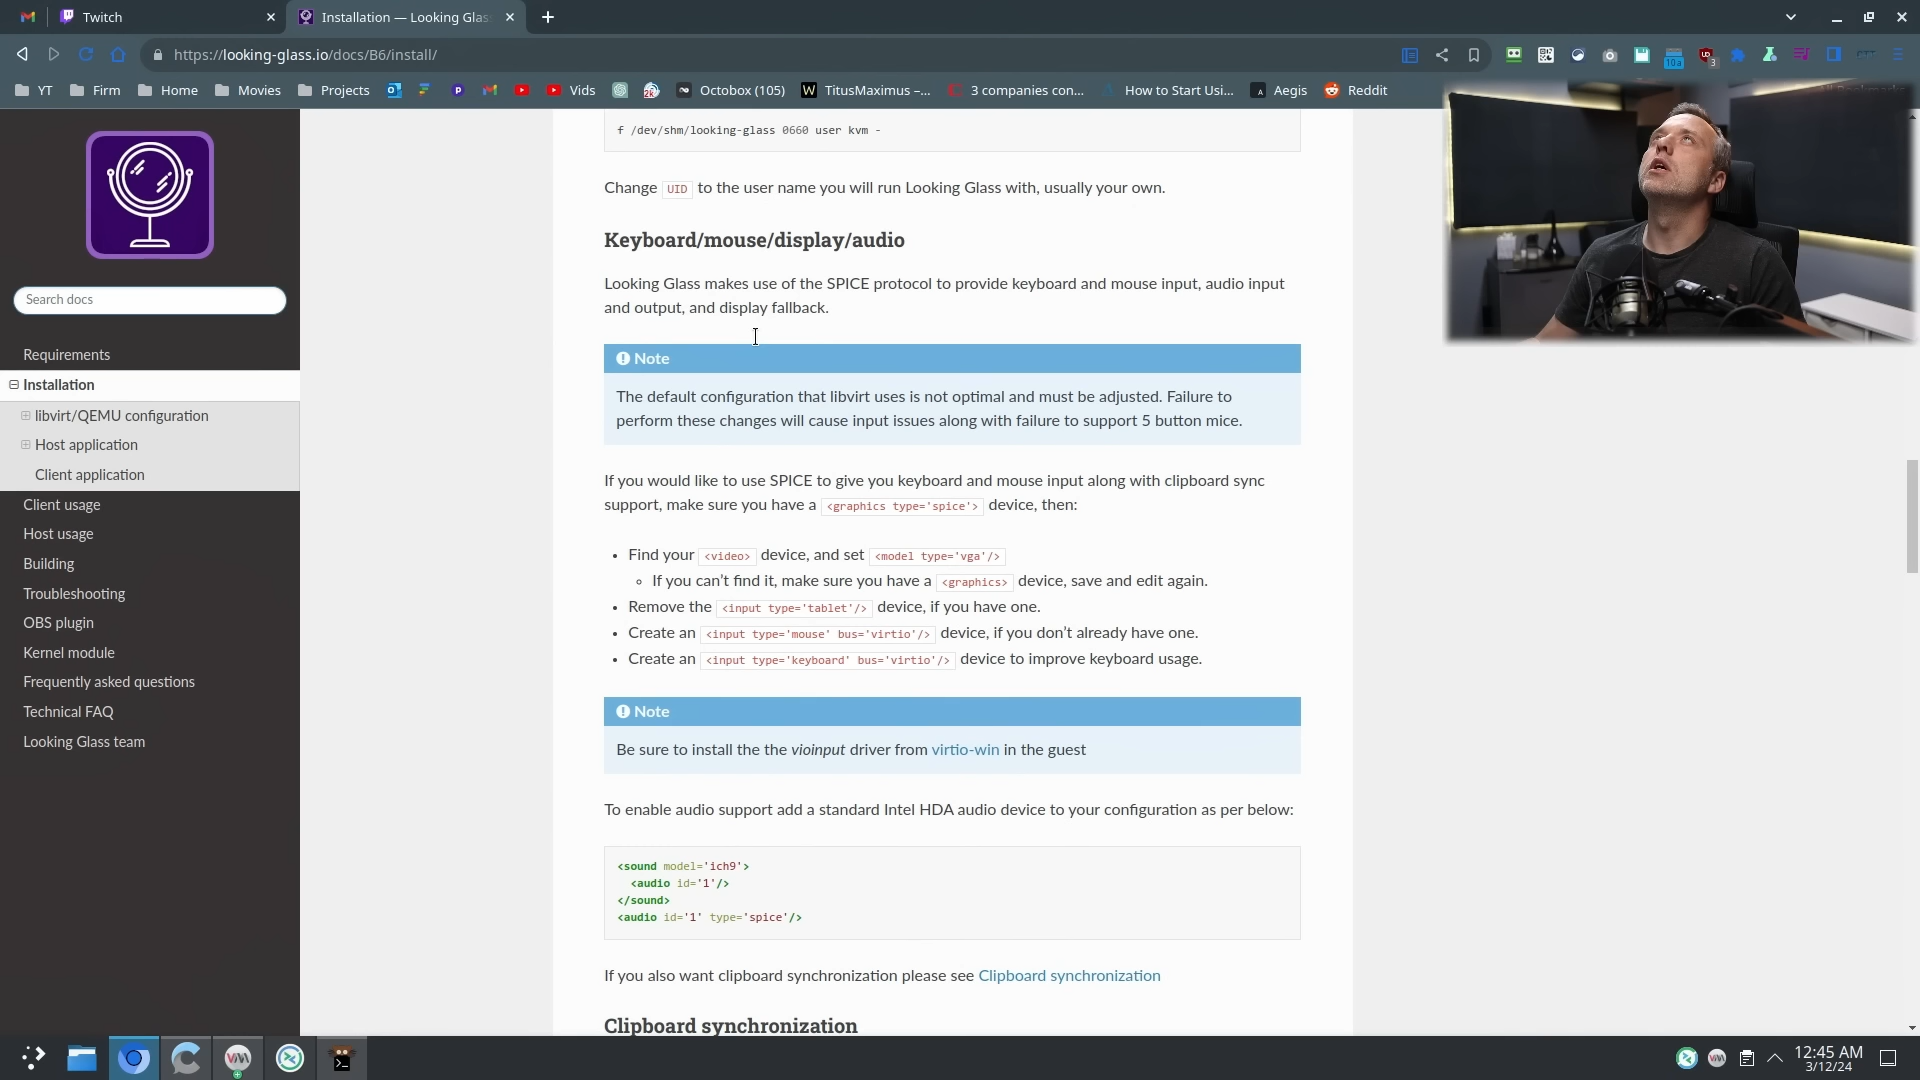 Twitch
Installation — Looking Glas
https://looking-glass.io/docs/B6/install/
10a
3
YT
Firm
Home
Movies
Projects
Vids
2k
Octobox (105)
TitusMaximus –...
3 companies con...
How to Start Usi...
Aegis
Reddit
Search docs
Requirements
Installation
libvirt/QEMU configuration
Host application
Client application
Client usage
Host usage
Building
Troubleshooting
OBS plugin
Kernel module
Frequently asked questions
Technical FAQ
Looking Glass team
f /dev/shm/looking-glass 0660 user kvm -
Change UID to the user name you will run Looking Glass with, usually your own.
Keyboard/mouse/display/audio
Looking Glass makes use of the SPICE protocol to provide keyboard and mouse input, audio input
and output, and display fallback.
Note
The default configuration that libvirt uses is not optimal and must be adjusted. Failure to
perform these changes will cause input issues along with failure to support 5 button mice.
If you would like to use SPICE to give you keyboard and mouse input along with clipboard sync
support, make sure you have a <graphics type='spice'> device, then:
Find your <video> device, and set <model type='vga'/>
If you can't find it, make sure you have a <graphics> device, save and edit again.
Remove the <input type='tablet'/> device, if you have one.
Create an <input type='mouse' bus='virtio'/> device, if you don't already have one.
Create an <input type='keyboard' bus='virtio'/> device to improve keyboard usage.
Note
Be sure to install the the vioinput driver from virtio-win in the guest
To enable audio support add a standard Intel HDA audio device to your configuration as per below:
<sound model='ich9'>
<audio id='1'/>
</sound>
<audio id='1' type='spice'/>
If you also want clipboard synchronization please see Clipboard synchronization
Clipboard synchronization
12:45 AM
3/12/24